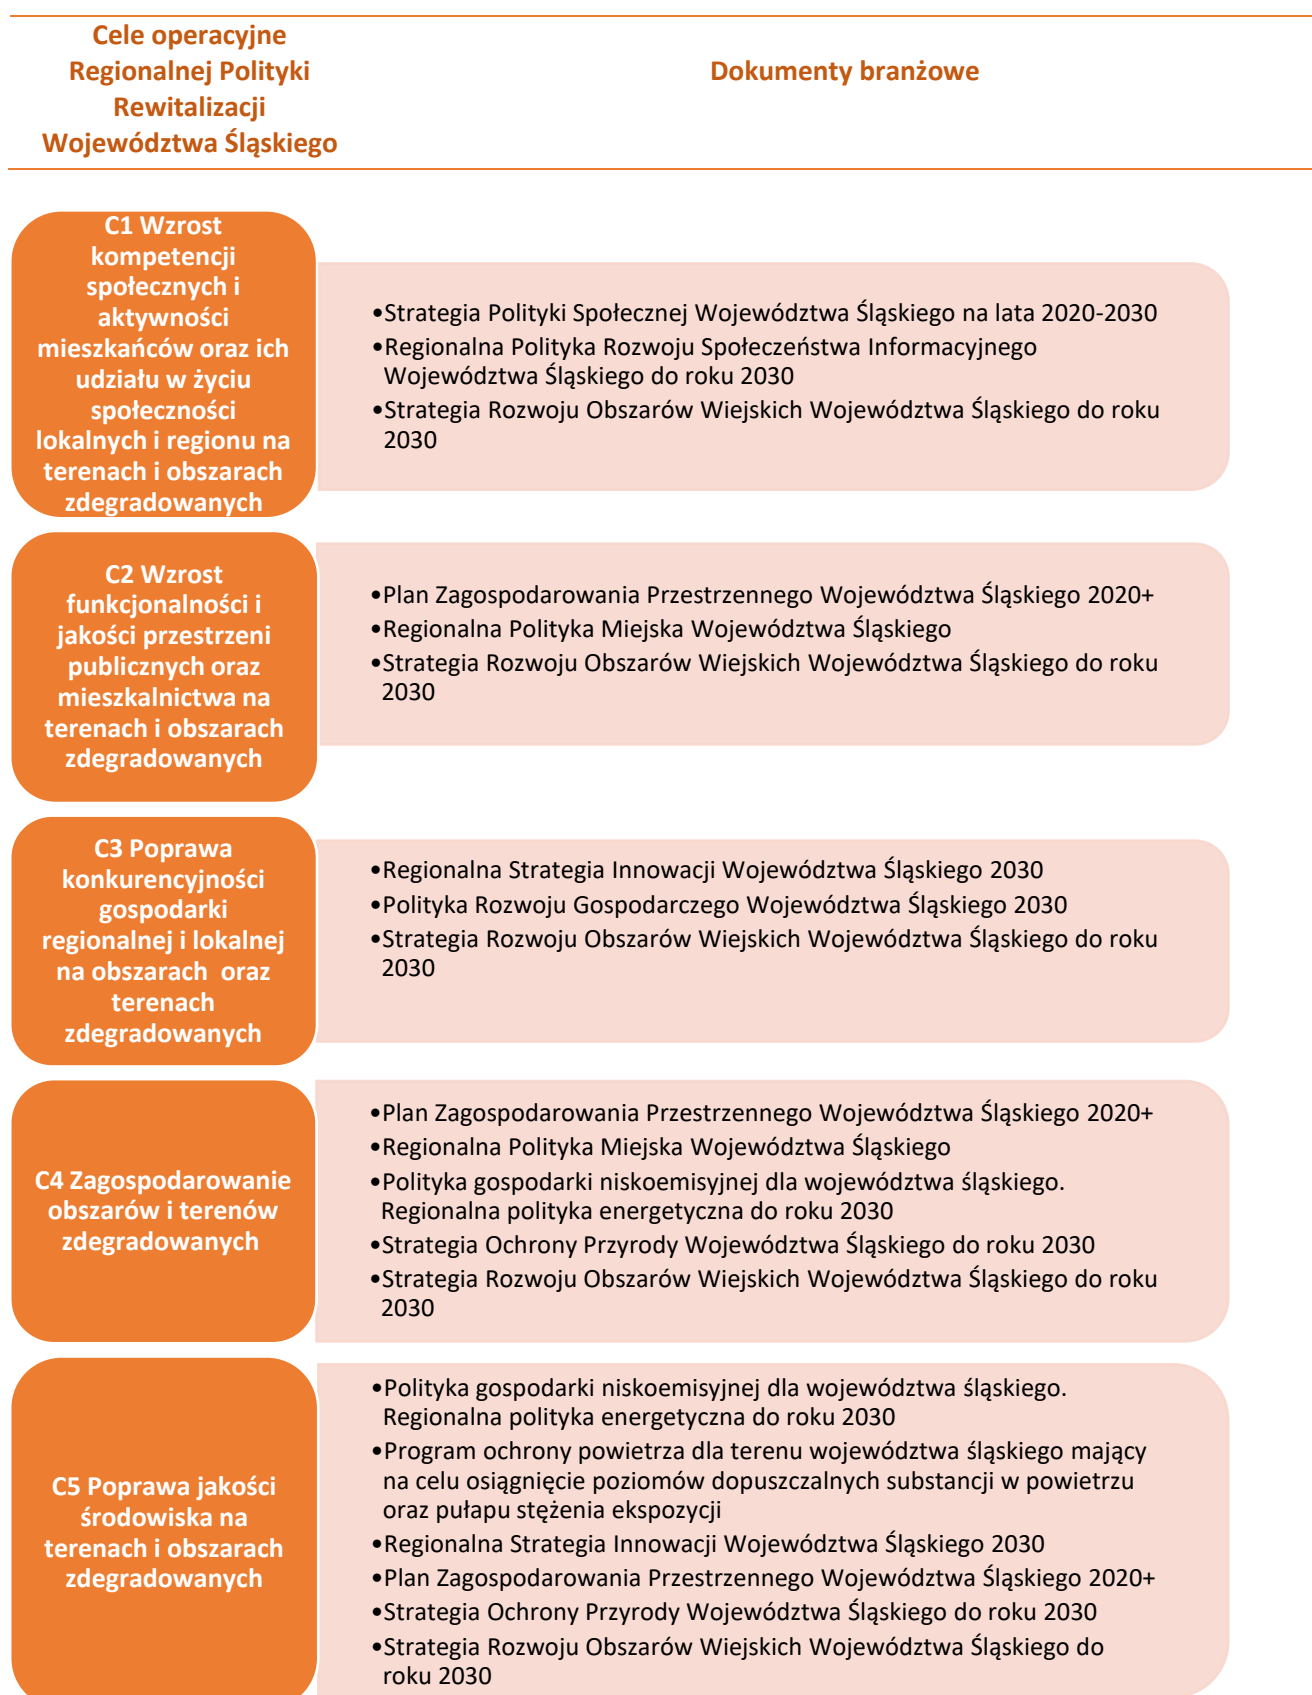 Cele operacyjne
Regionalnej Polityki
Rewitalizacji
Województwa Śląskiego
Dokumenty branżowe
C1 Wzrost
kompetencji
społecznych i
aktywności
mieszkańców oraz ich
udziału w życiu
społeczności
lokalnych i regionu na
terenach i obszarach
zdegradowanych
•Strategia Polityki Społecznej Województwa Śląskiego na lata 2020-2030
•Regionalna Polityka Rozwoju Społeczeństwa Informacyjnego
Województwa Śląskiego do roku 2030
•Strategia Rozwoju Obszarów Wiejskich Województwa Śląskiego do roku
2030
C2 Wzrost
funkcjonalności i
jakości przestrzeni
publicznych oraz
mieszkalnictwa na
terenach i obszarach
zdegradowanych
•Plan Zagospodarowania Przestrzennego Województwa Śląskiego 2020+
•Regionalna Polityka Miejska Województwa Śląskiego
•Strategia Rozwoju Obszarów Wiejskich Województwa Śląskiego do roku
2030
C3 Poprawa
konkurencyjności
gospodarki
regionalnej i lokalnej
na obszarach oraz
terenach
zdegradowanych
•Regionalna Strategia Innowacji Województwa Śląskiego 2030
•Polityka Rozwoju Gospodarczego Województwa Śląskiego 2030
•Strategia Rozwoju Obszarów Wiejskich Województwa Śląskiego do roku
2030
C4 Zagospodarowanie
obszarów i terenów
zdegradowanych
•Plan Zagospodarowania Przestrzennego Województwa Śląskiego 2020+
•Regionalna Polityka Miejska Województwa Śląskiego
•Polityka gospodarki niskoemisyjnej dla województwa śląskiego.
Regionalna polityka energetyczna do roku 2030
•Strategia Ochrony Przyrody Województwa Śląskiego do roku 2030
•Strategia Rozwoju Obszarów Wiejskich Województwa Śląskiego do roku
2030
C5 Poprawa jakości
środowiska na
terenach i obszarach
zdegradowanych
•Polityka gospodarki niskoemisyjnej dla województwa śląskiego.
Regionalna polityka energetyczna do roku 2030
•Program ochrony powietrza dla terenu województwa śląskiego mający
na celu osiągnięcie poziomów dopuszczalnych substancji w powietrzu
oraz pułapu stężenia ekspozycji
•Regionalna Strategia Innowacji Województwa Śląskiego 2030
•Plan Zagospodarowania Przestrzennego Województwa Śląskiego 2020+
•Strategia Ochrony Przyrody Województwa Śląskiego do roku 2030
•Strategia Rozwoju Obszarów Wiejskich Województwa Śląskiego do
roku 2030